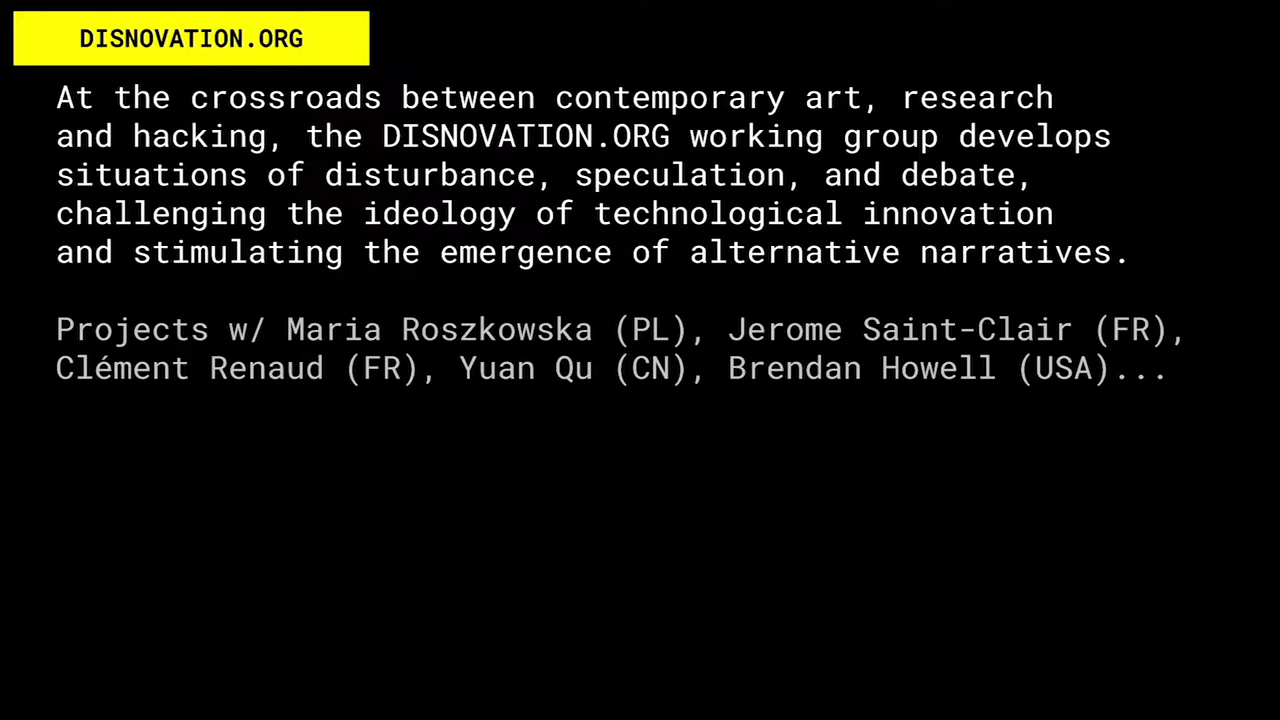 DISNOVATION.ORG
At the crossroads between contemporary art, research
and hacking, the DISNOVATION.ORG working group develops
situations of disturbance, speculation, and debate,
challenging the ideology of technological innovation
and stimulating the emergence of alternative narratives.
Projects w/ Maria Roszkowska (PL), Jerome Saint-Clair (FR),
Clément Renaud (FR), Yuan Qu (CN), Brendan Howell (USA)...